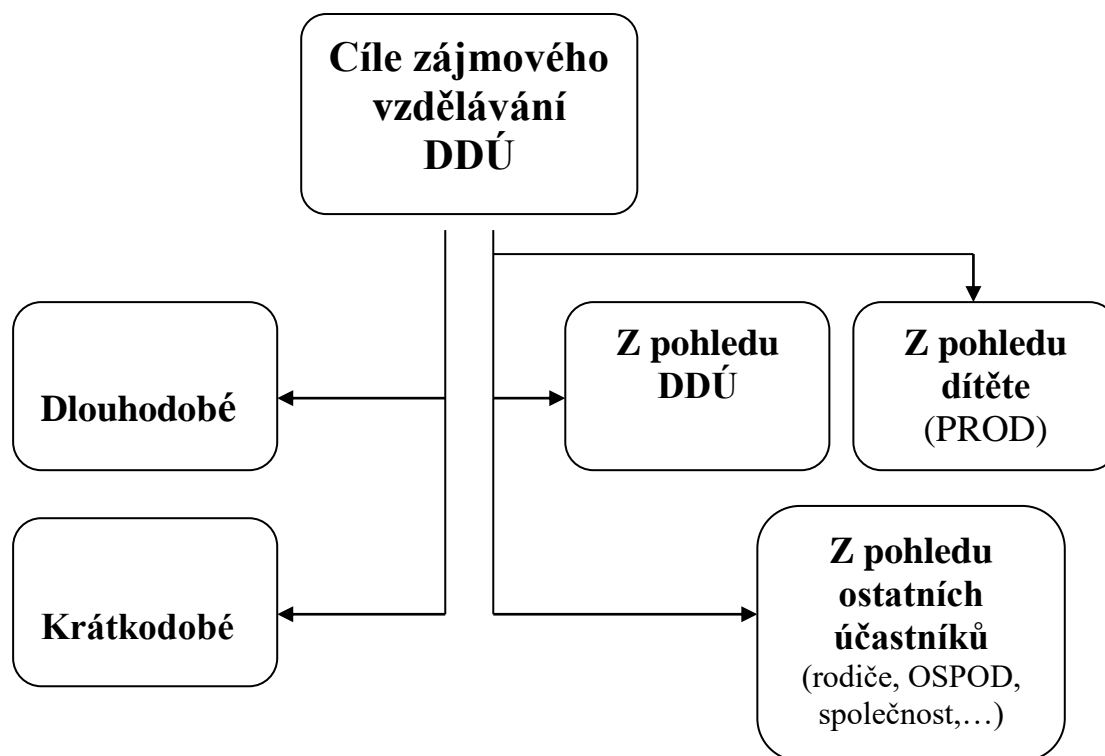 Cíle zájmového
vzdělávání
DDÚ
Dlouhodobé
Z pohledu
DDÚ
Z pohledu
dítěte
(PROD)
Krátkodobé
Z pohledu
ostatních
účastníků
(rodiče, OSPOD,
společnost,…)